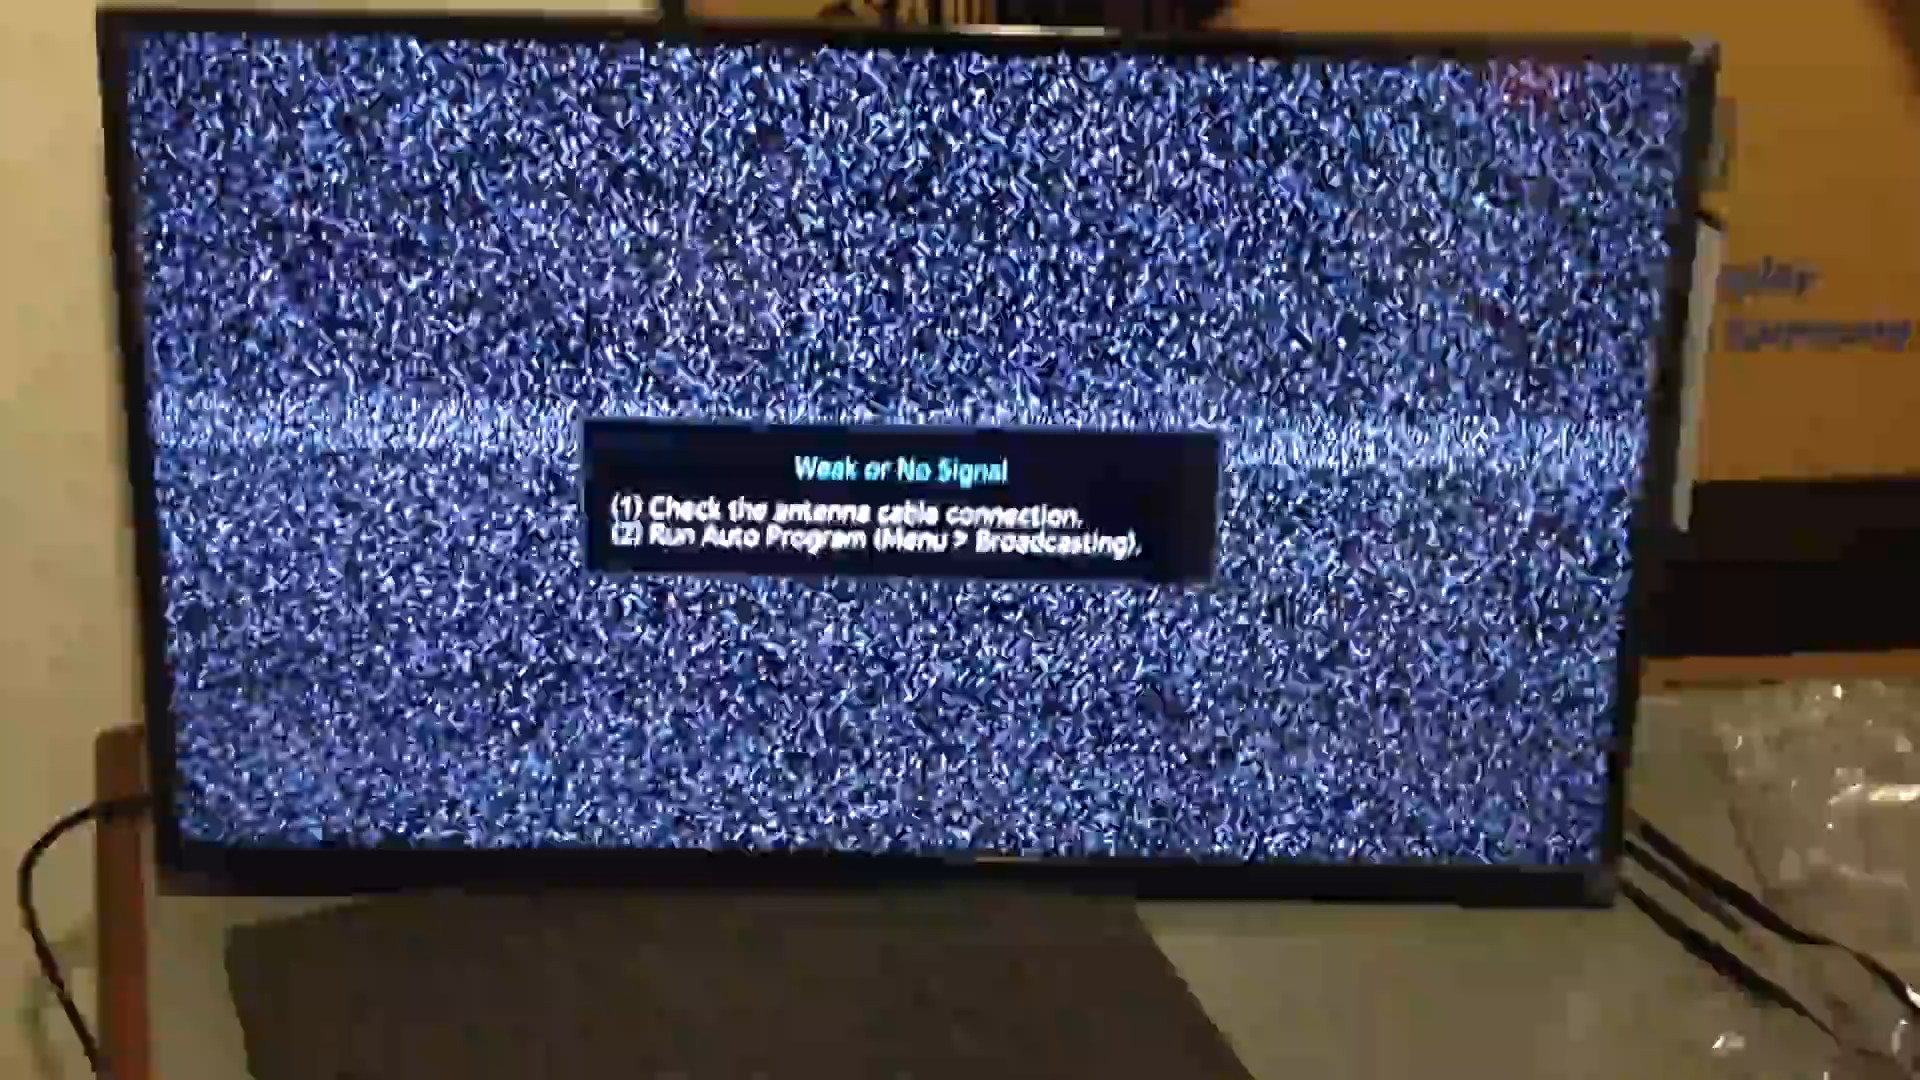 Weak or No Signal
(1) Check the antenna cable connection.
(2) Run Auto Program (Menu > Broadcasting).